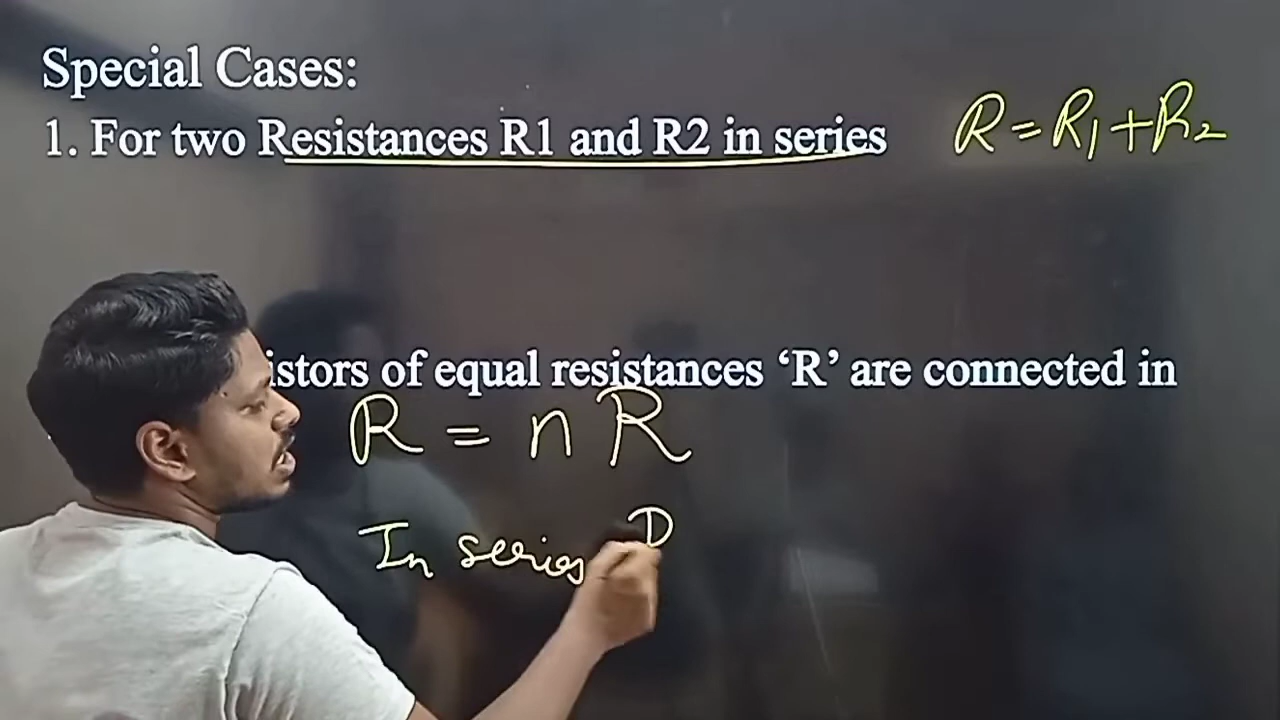 Special Cases:
1. For two Resistances R1 and R2 in series R = R1 + R2
of equal resistances ‘R’ are connected in
R = n R
In series